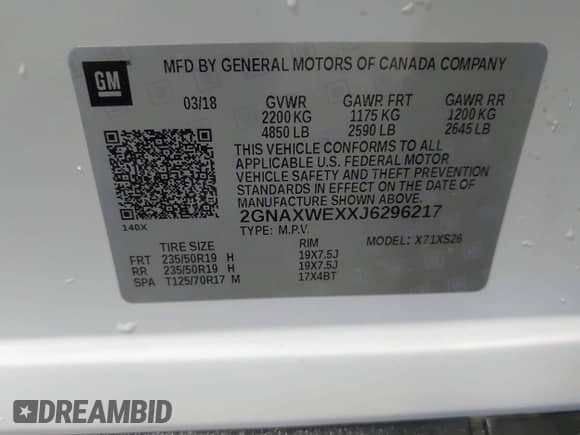 GM
MFD BY GENERAL MOTORS OF CANADA COMPANY
03/18 GVWR GAWR FRT GAWR RR
2200 KG 1175 KG 1200 KG
4850 LB 2590 LB 2645 LB
THIS VEHICLE CONFORMS TO ALL
APPLICABLE U.S. FEDERAL MOTOR
VEHICLE SAFETY AND THEFT PREVENTION
STANDARDS IN EFFECT ON THE DATE OF
MANUFACTURE SHOWN ABOVE.
140X 2GNAXWEXXJ6296217
TYPE: M.P.V. MODEL: X71XS26
TIRE SIZE RIM
FRT 235/50R19 H 19X7.5J
RR 235/50R19 H 19X7.5J
SPA T125/70R17 M 17X4BT
DREAMBID